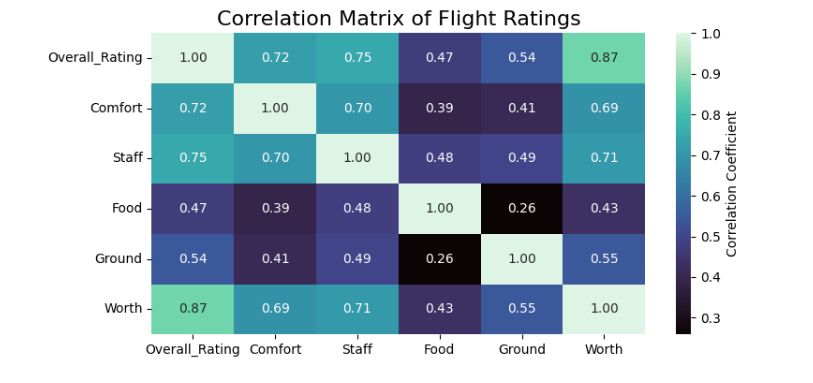 Correlation Matrix of Flight Ratings
Overall_Rating 1.00 0.72 0.75 0.47 0.54 0.87
Comfort 0.72 1.00 0.70 0.39 0.41 0.69
Staff 0.75 0.70 1.00 0.48 0.49 0.71
Food 0.47 0.39 0.48 1.00 0.26 0.43
Ground 0.54 0.41 0.49 0.26 1.00 0.55
Worth 0.87 0.69 0.71 0.43 0.55 1.00
Overall_Rating Comfort Staff Food Ground Worth
1.0
0.9
0.8
0.7
0.6
0.5
0.4
0.3
Correlation Coefficient